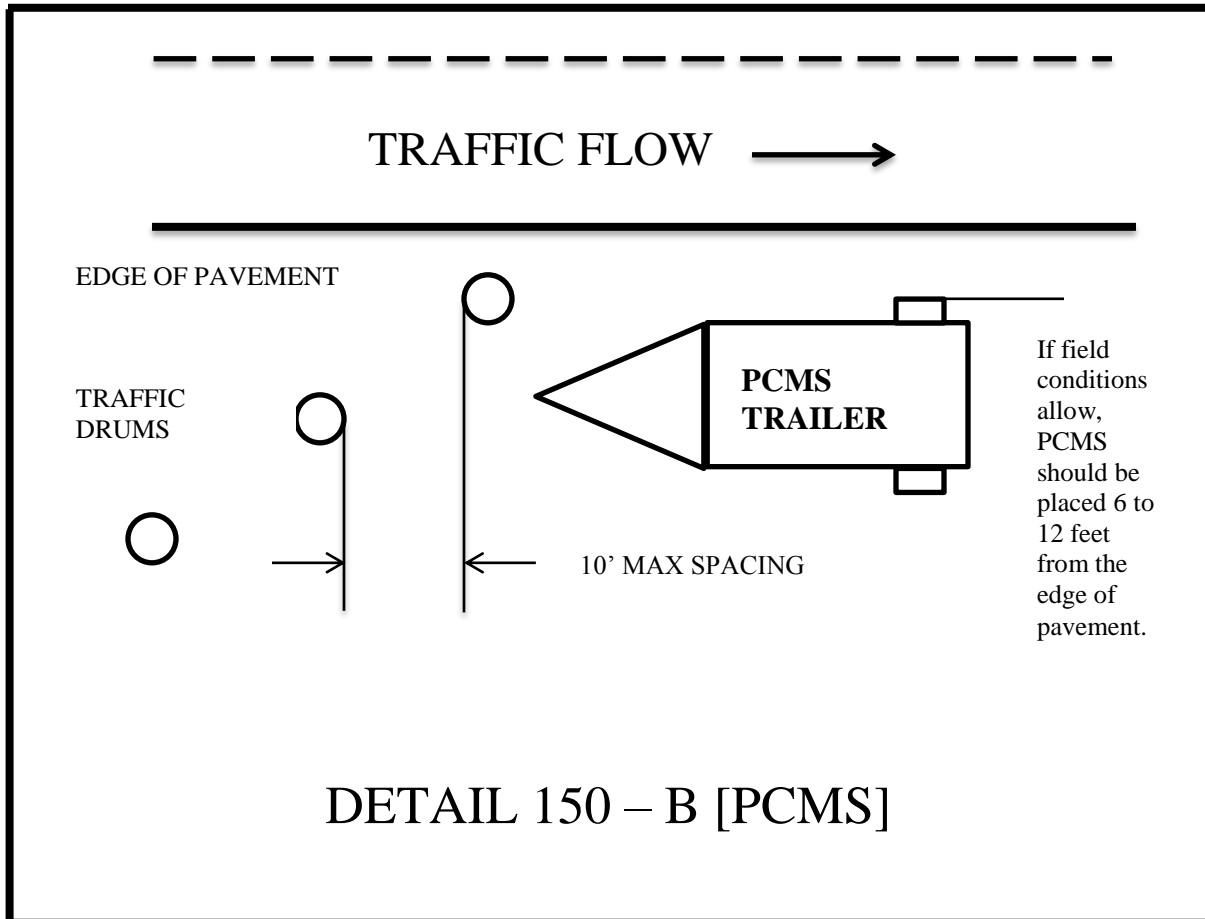 TRAFFIC FLOW
EDGE OF PAVEMENT
TRAFFIC
DRUMS
PCMS
TRAILER
If field
conditions
allow,
PCMS
should be
placed 6 to
12 feet
from the
edge of
pavement.
10’ MAX SPACING
DETAIL 150 – B [PCMS]